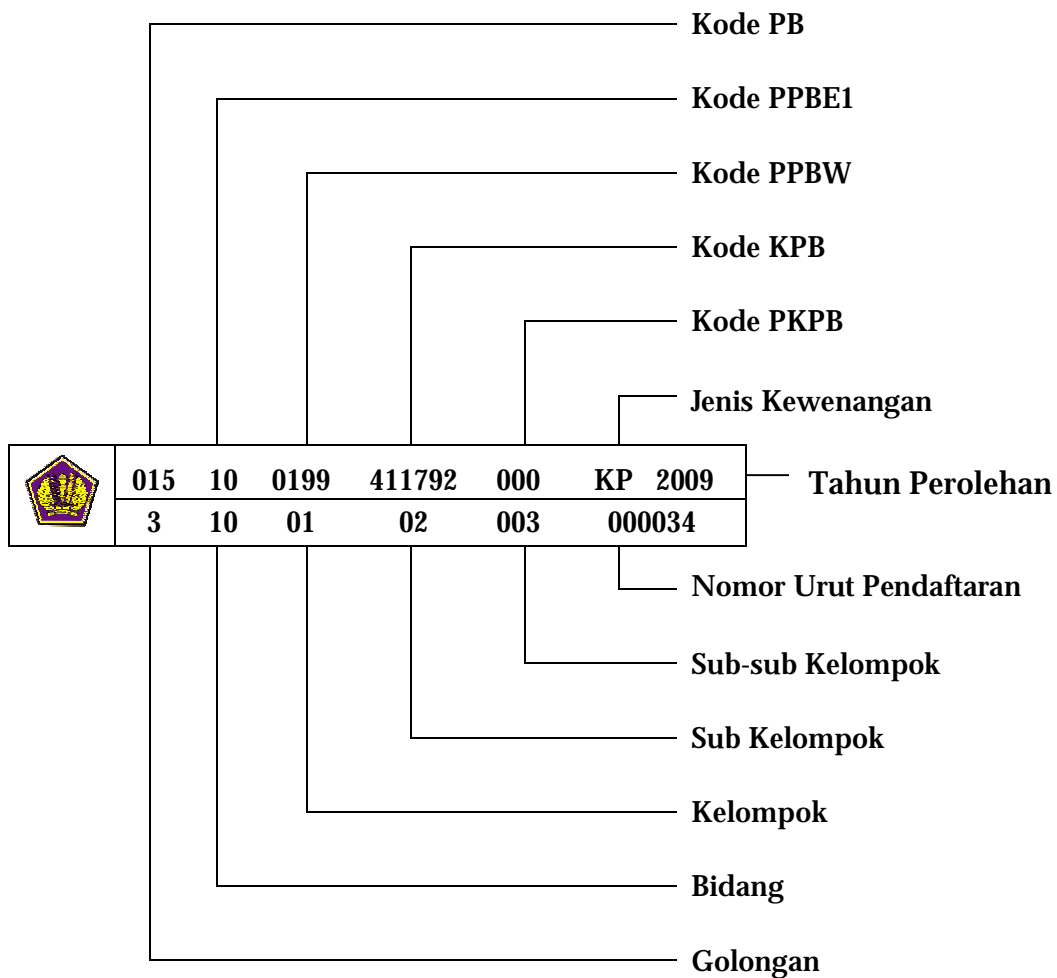 Kode PB
Kode PPBE1
Kode PPBW
Kode KPB
Kode PKPB
Jenis Kewenangan
015 10 0199 411792 000 KP 2009 Tahun Perolehan
3 10 01 02 003 000034
Nomor Urut Pendaftaran
Sub-sub Kelompok
Sub Kelompok
Kelompok
Bidang
Golongan